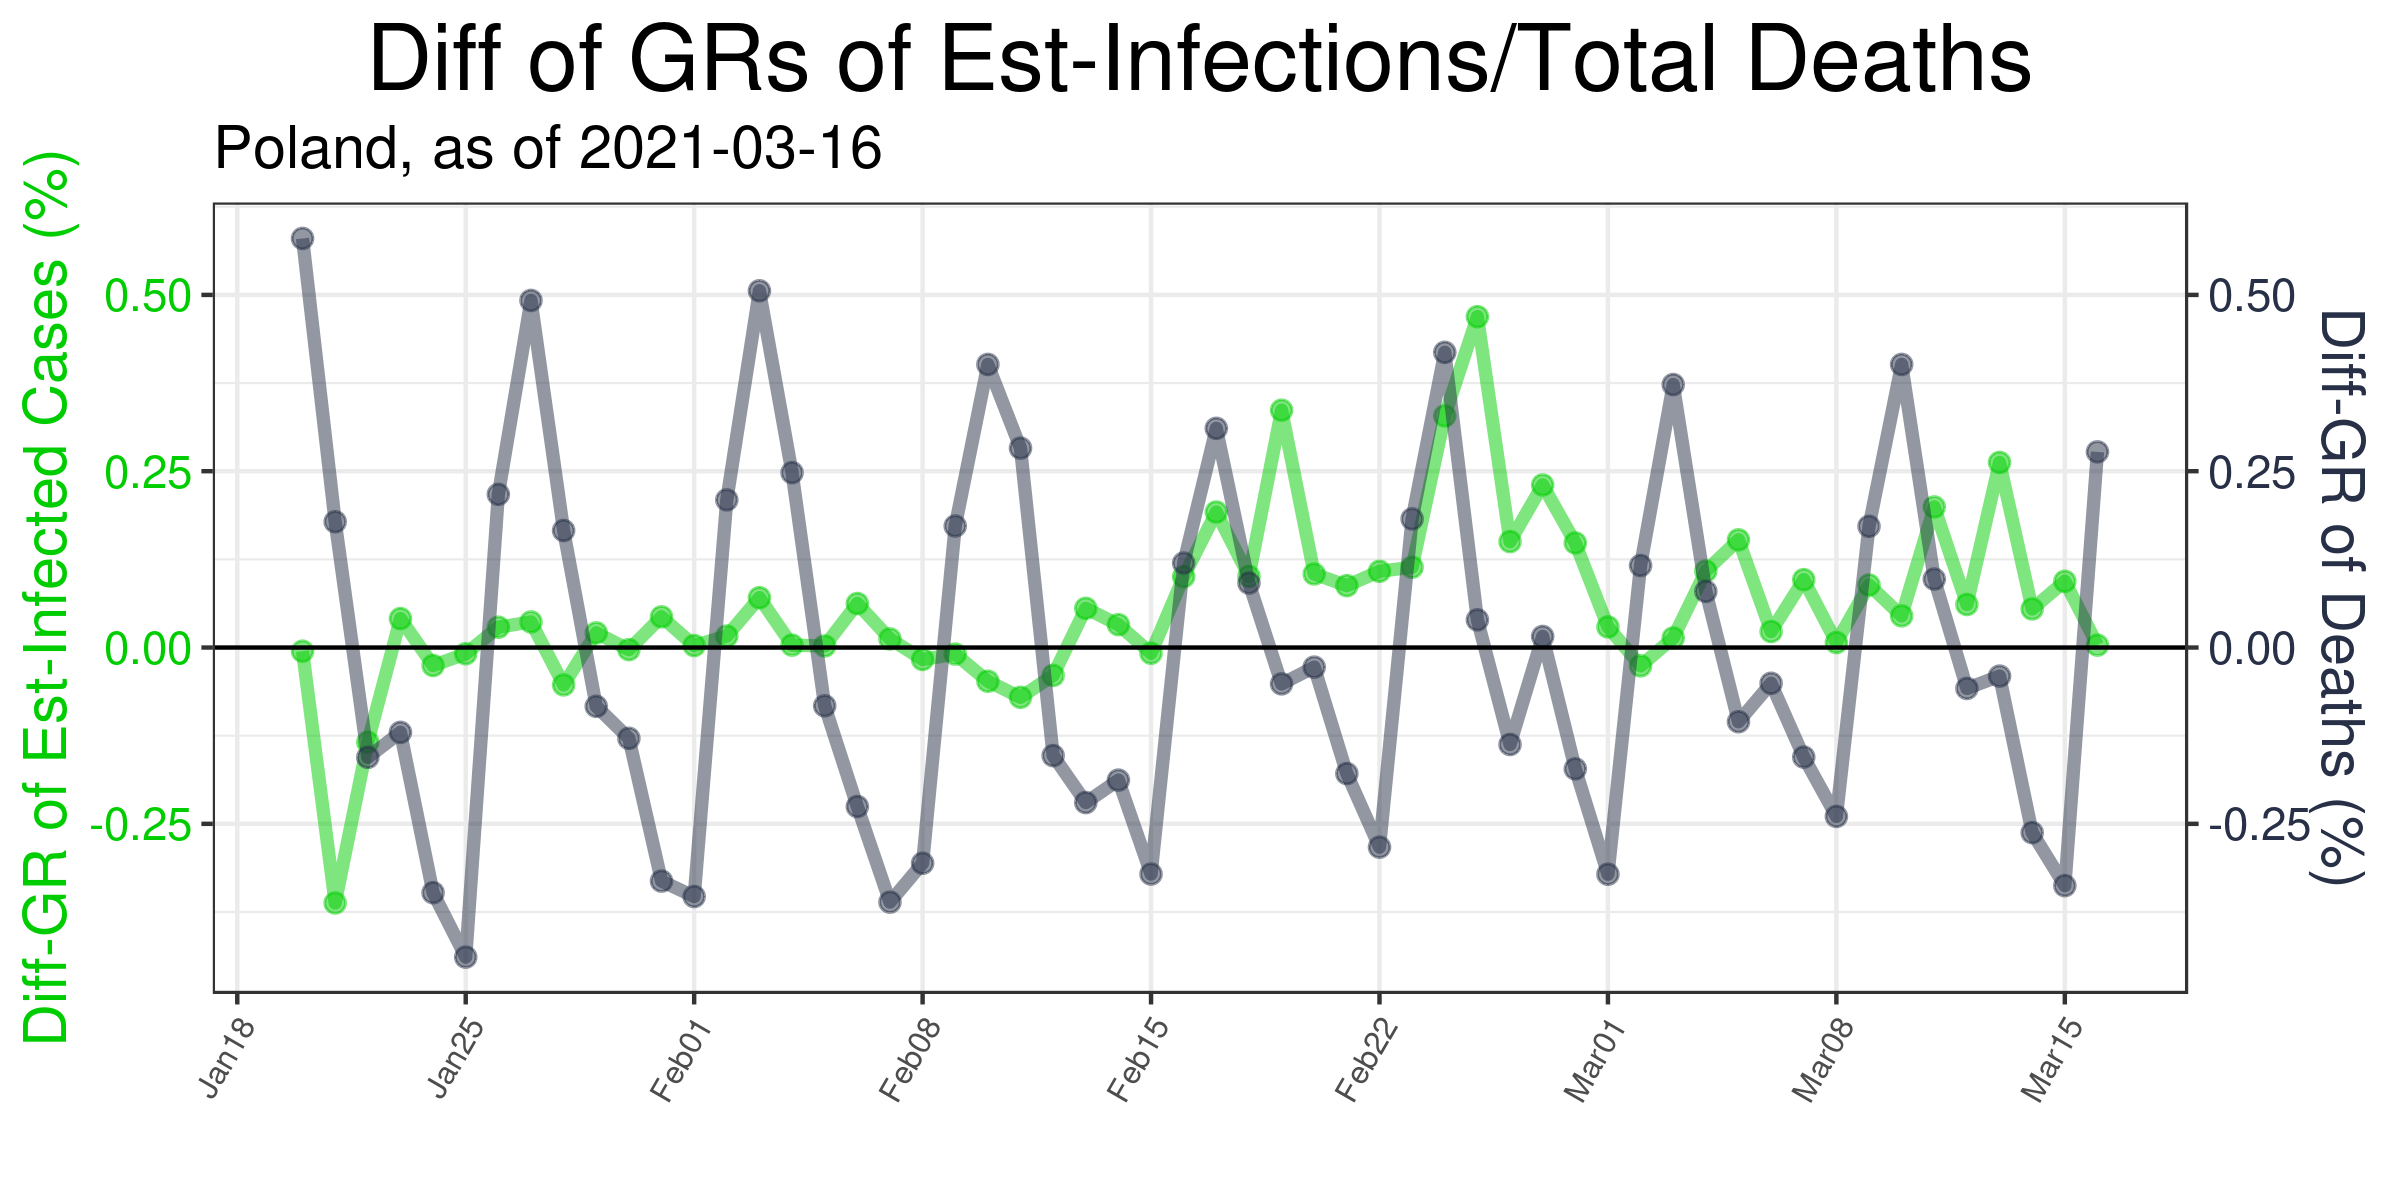 Diff of GRs of Est-Infections/Total Deaths
Poland, as of 2021-03-16
Diff-GR of Est-Infected Cases (%)
0.50
0.25
0.00
-0.25
0.50
0.25
0.00
-0.25
Diff-GR of Deaths (%)
Jan18
Jan25
Feb01
Feb08
Feb15
Feb22
Mar01
Mar08
Mar15